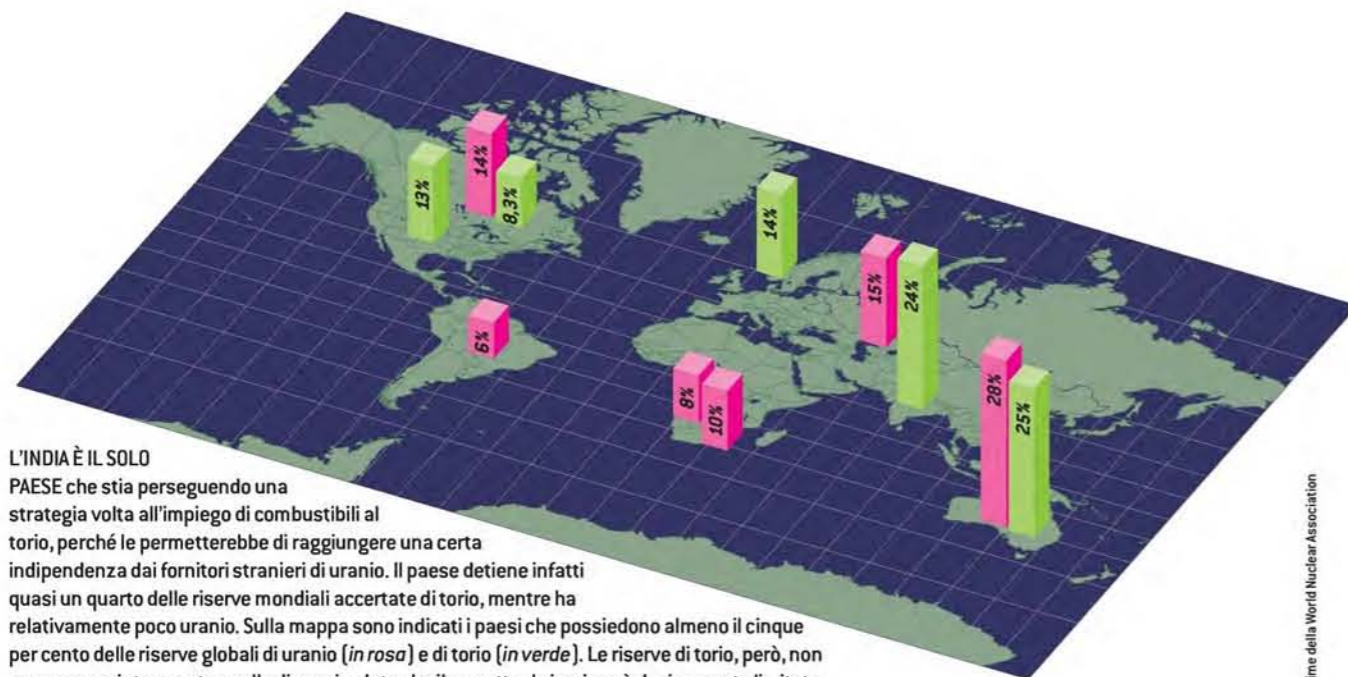 14%
13%
8,3%
14%
15%
24%
6%
8%
10%
28%
25%
L'INDIA È IL SOLO
PAESE che stia perseguendo una
strategia volta all'impiego di combustibili al
torio, perché le permetterebbe di raggiungere una certa
indipendenza dai fornitori stranieri di uranio. Il paese detiene infatti
quasi un quarto delle riserve mondiali accertate di torio, mentre ha
relativamente poco uranio. Sulla mappa sono indicati i paesi che possiedono almeno il cinque
per cento delle riserve globali di uranio (in rosa) e di torio (in verde). Le riserve di torio, però, non
della World Nuclear Association